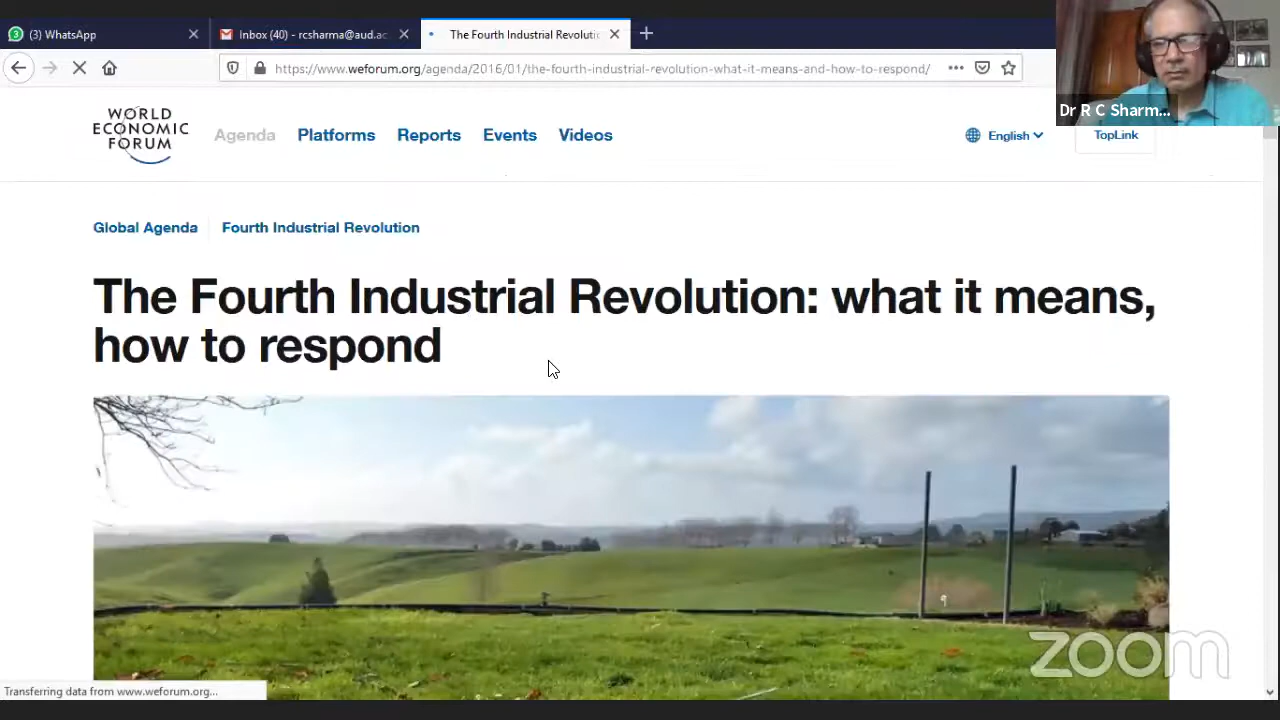 (3) WhatsApp
Inbox (40) - rcsharma@aud.ac
The Fourth Industrial Revolutio
https://www.weforum.org/agenda/2016/01/the-fourth-industrial-revolution-what-it-means-and-how-to-respond/
Dr R C Sharm...
WORLD
ECONOMIC
FORUM
Agenda
Platforms
Reports
Events
Videos
English
TopLink
Global Agenda
Fourth Industrial Revolution
The Fourth Industrial Revolution: what it means,
how to respond
zoom
Transferring data from www.weforum.org...